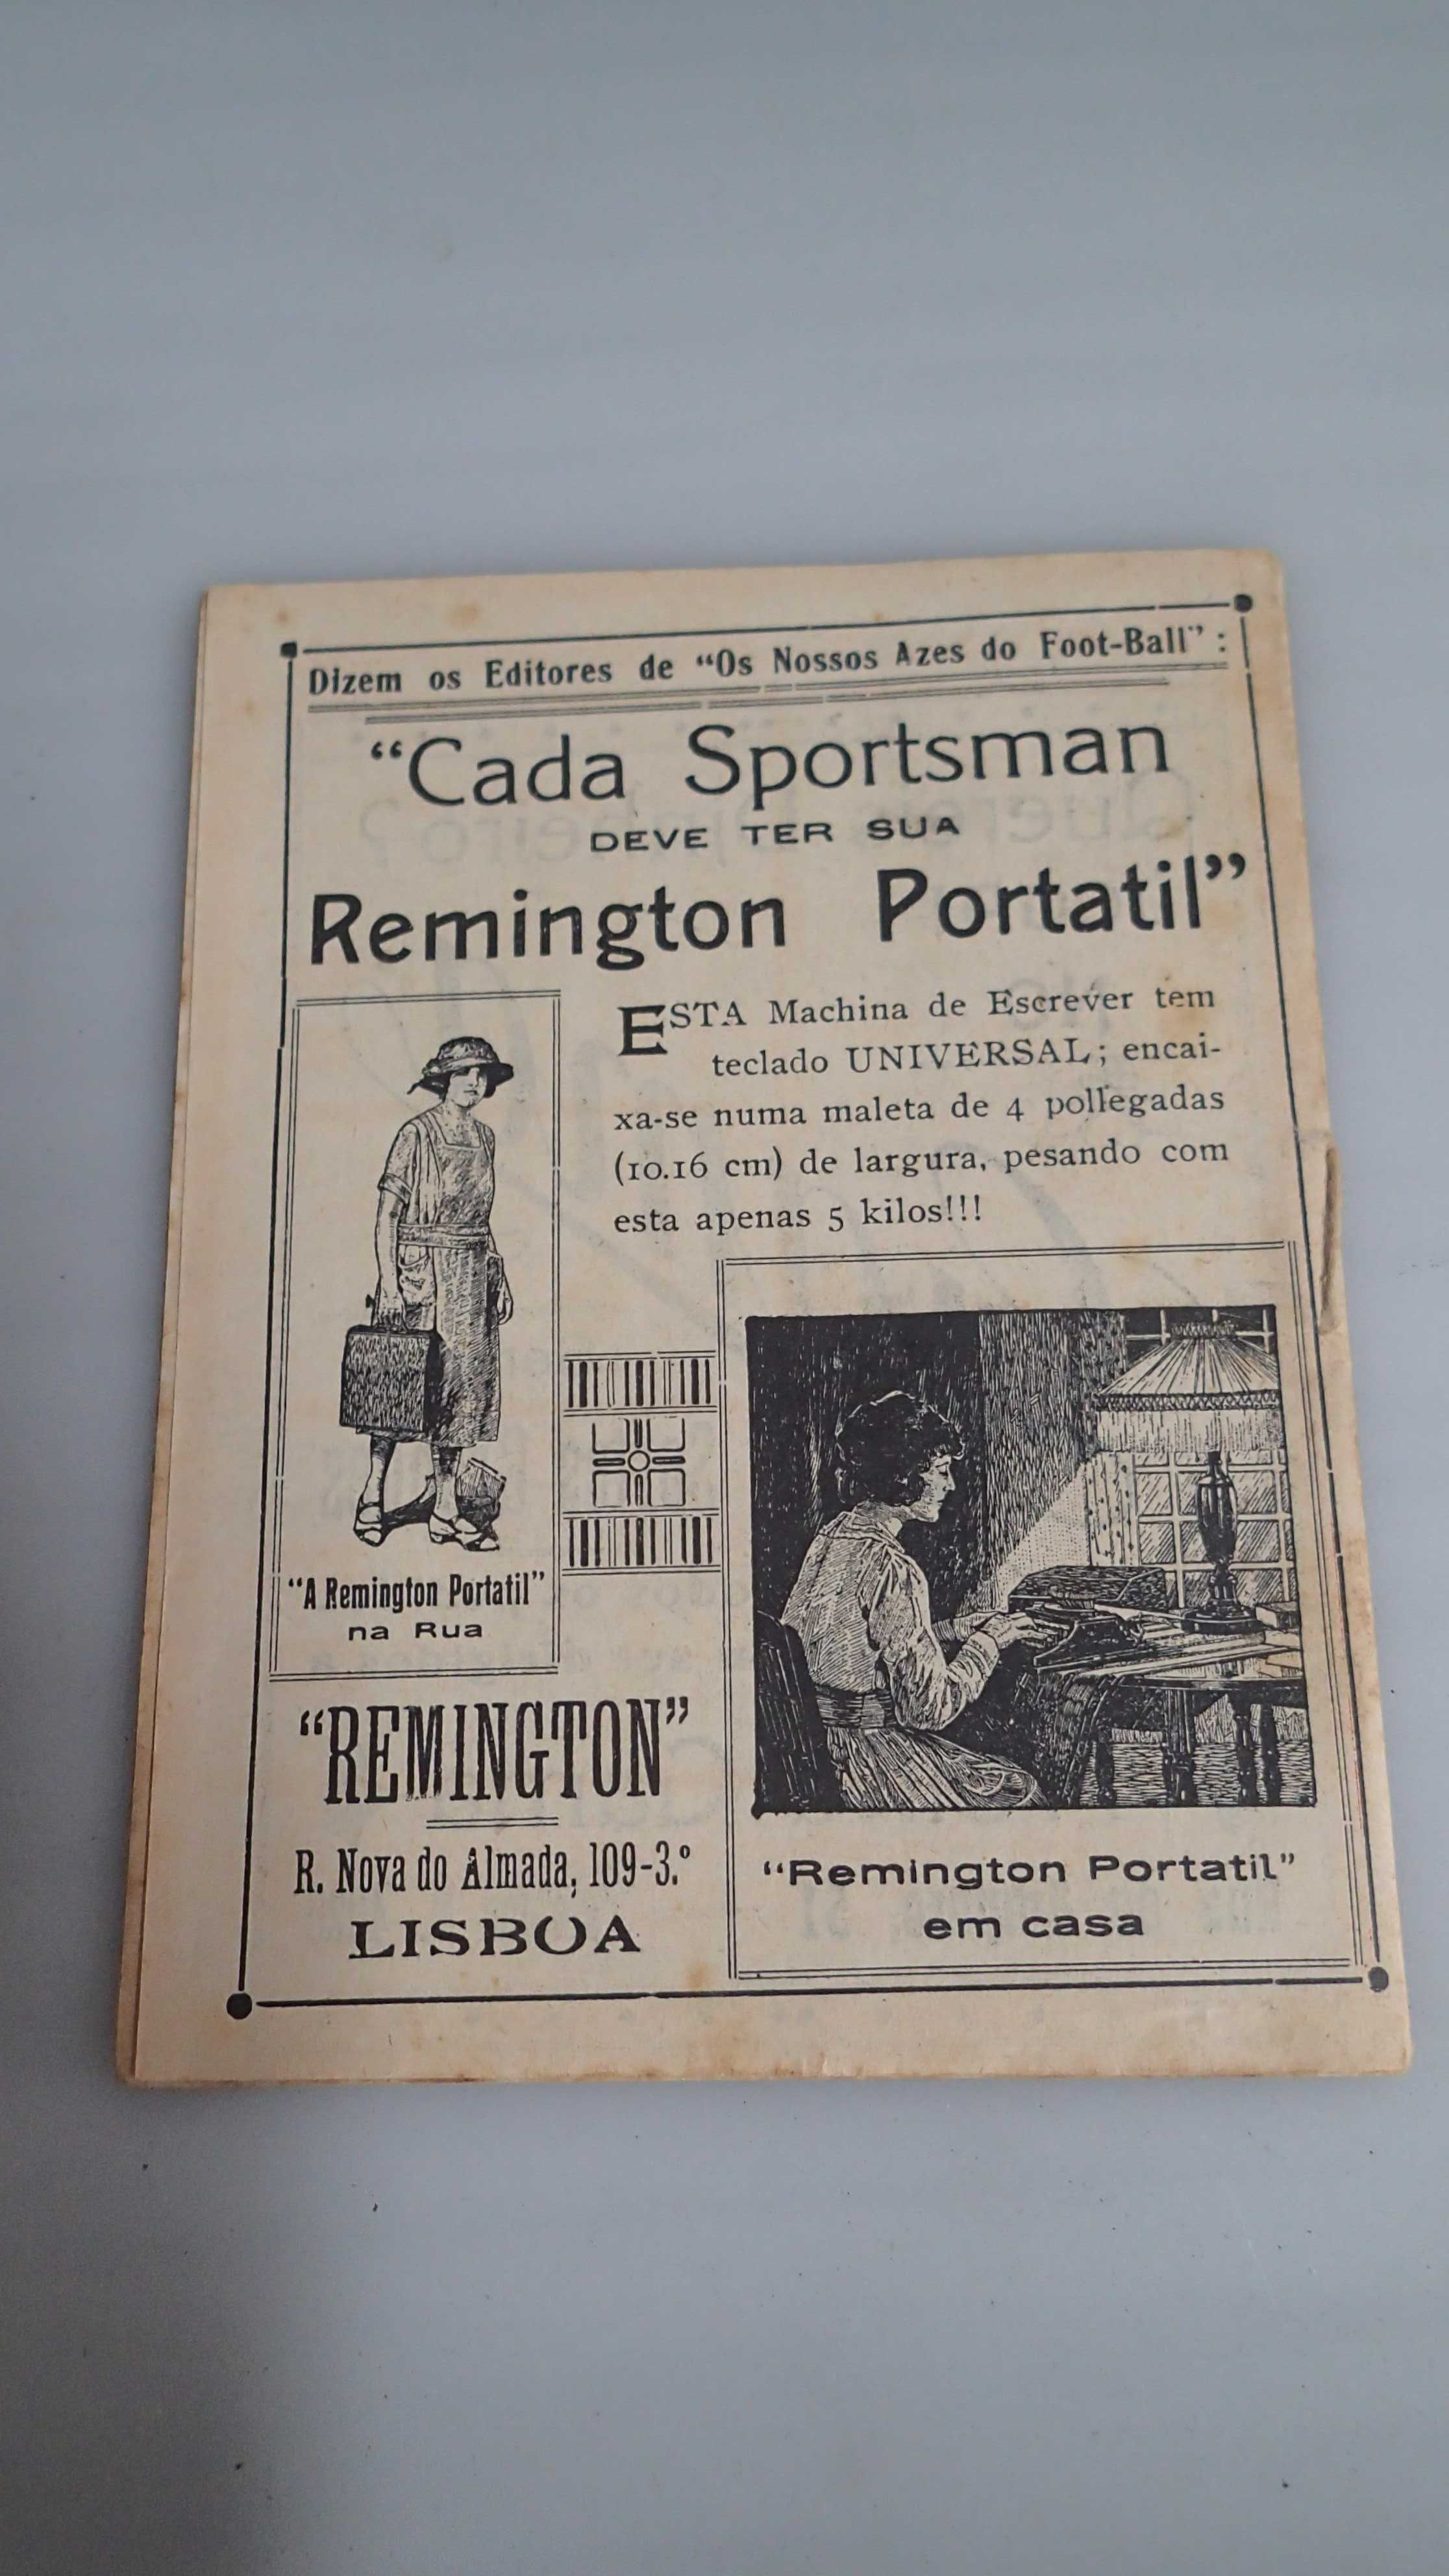 Dizem os Editores de “Os Nossos Azes do Foot-Ball” :
“Cada Sportsman
DEVE TER SUA
Remington Portatil”
ESTA Machina de Escrever tem
teclado UNIVERSAL; encai-
xa-se numa maleta de 4 pollegadas
(10.16 cm) de largura, pesando com
esta apenas 5 kilos!!!
“A Remington Portatil”
na Rua
“REMINGTON”
R. Nova do Almada, 109-3.º
LISBOA
“Remington Portatil”
em casa